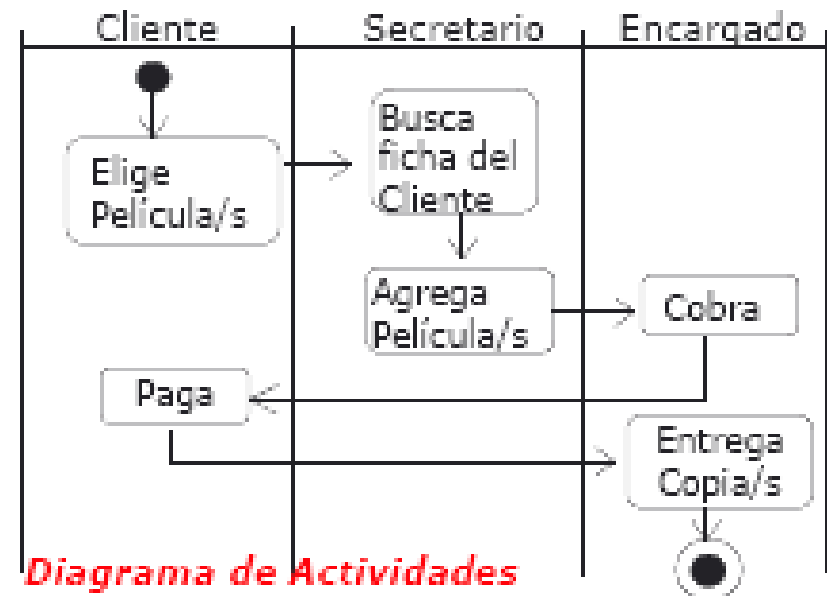 Cliente
Secretario
Encargado
Elige
Película/s
Busca
ficha del
Cliente
Agrega
Película/s
Cobra
Paga
Entrega
Copia/s
Diagrama de Actividades